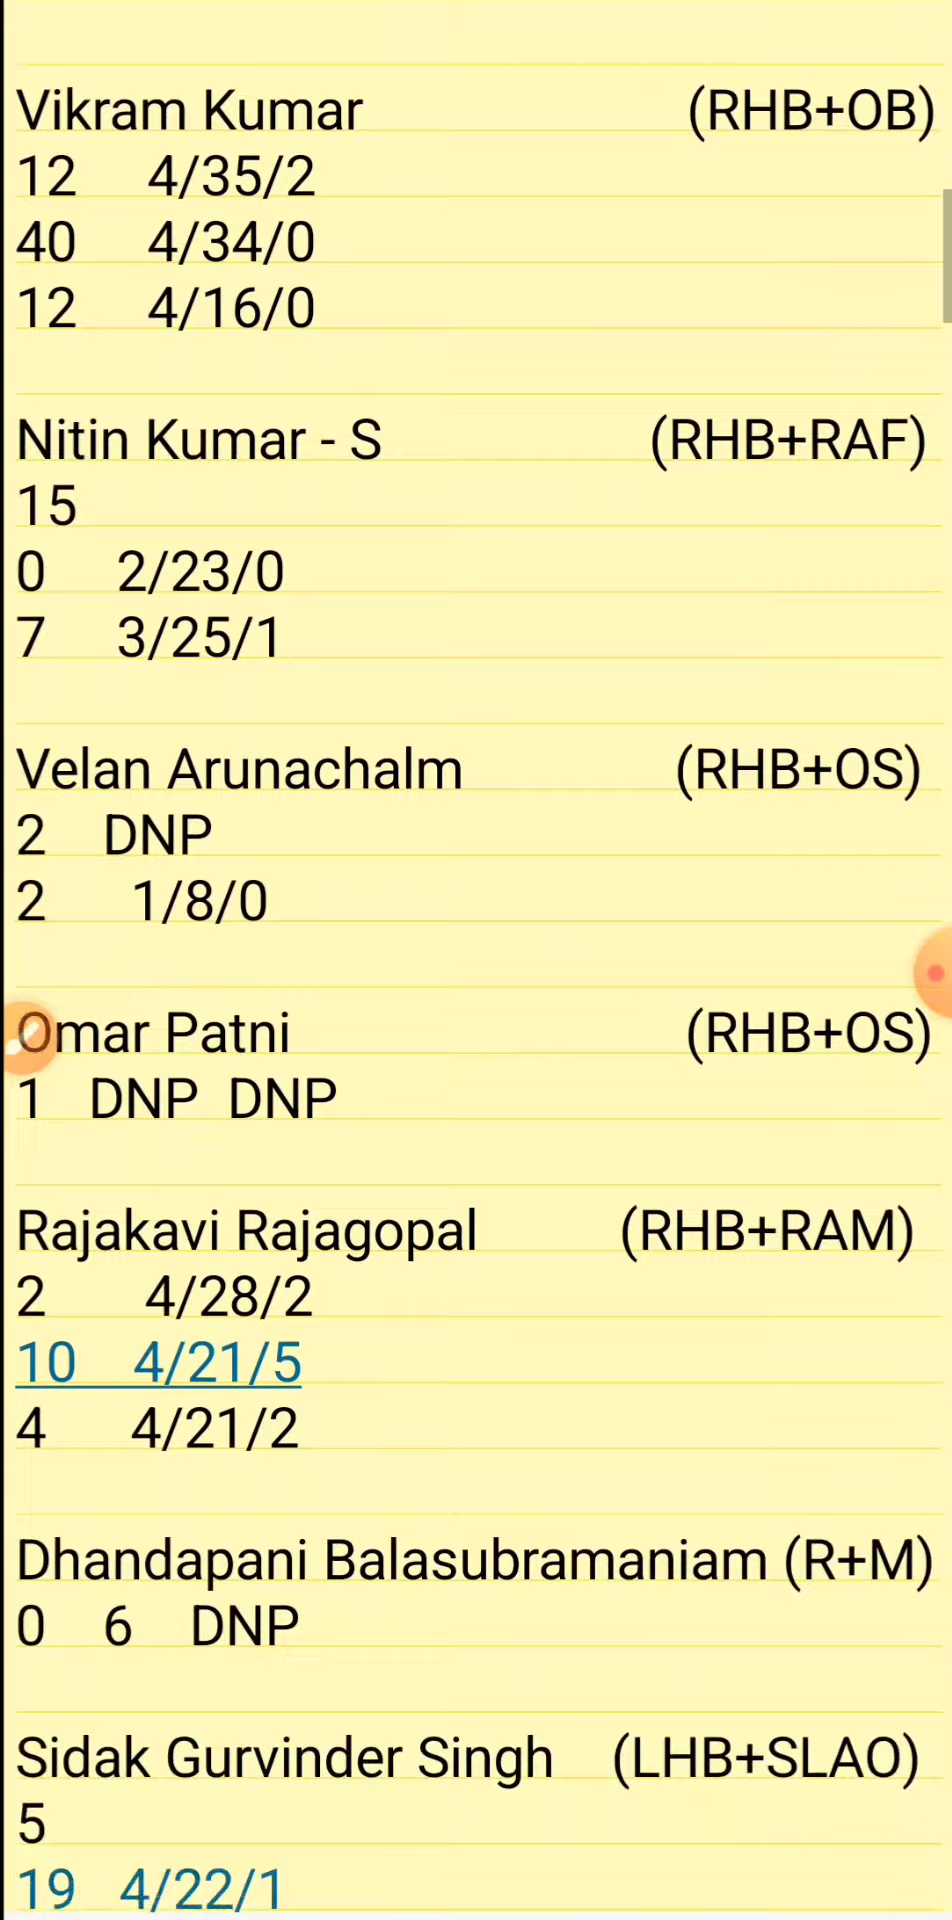 Vikram Kumar (RHB+OB)
12 4/35/2
40 4/34/0
12 4/16/0
Nitin Kumar - S (RHB+RAF)
15
0 2/23/0
7 3/25/1
Velan Arunachalm (RHB+OS)
2 DNP
2 1/8/0
Omar Patni (RHB+OS)
1 DNP DNP
Rajakavi Rajagopal (RHB+RAM)
2 4/28/2
10 4/21/5
4 4/21/2
Dhandapani Balasubramaniam (R+M)
0 6 DNP
Sidak Gurvinder Singh (LHB+SLAO)
5
19 4/22/1